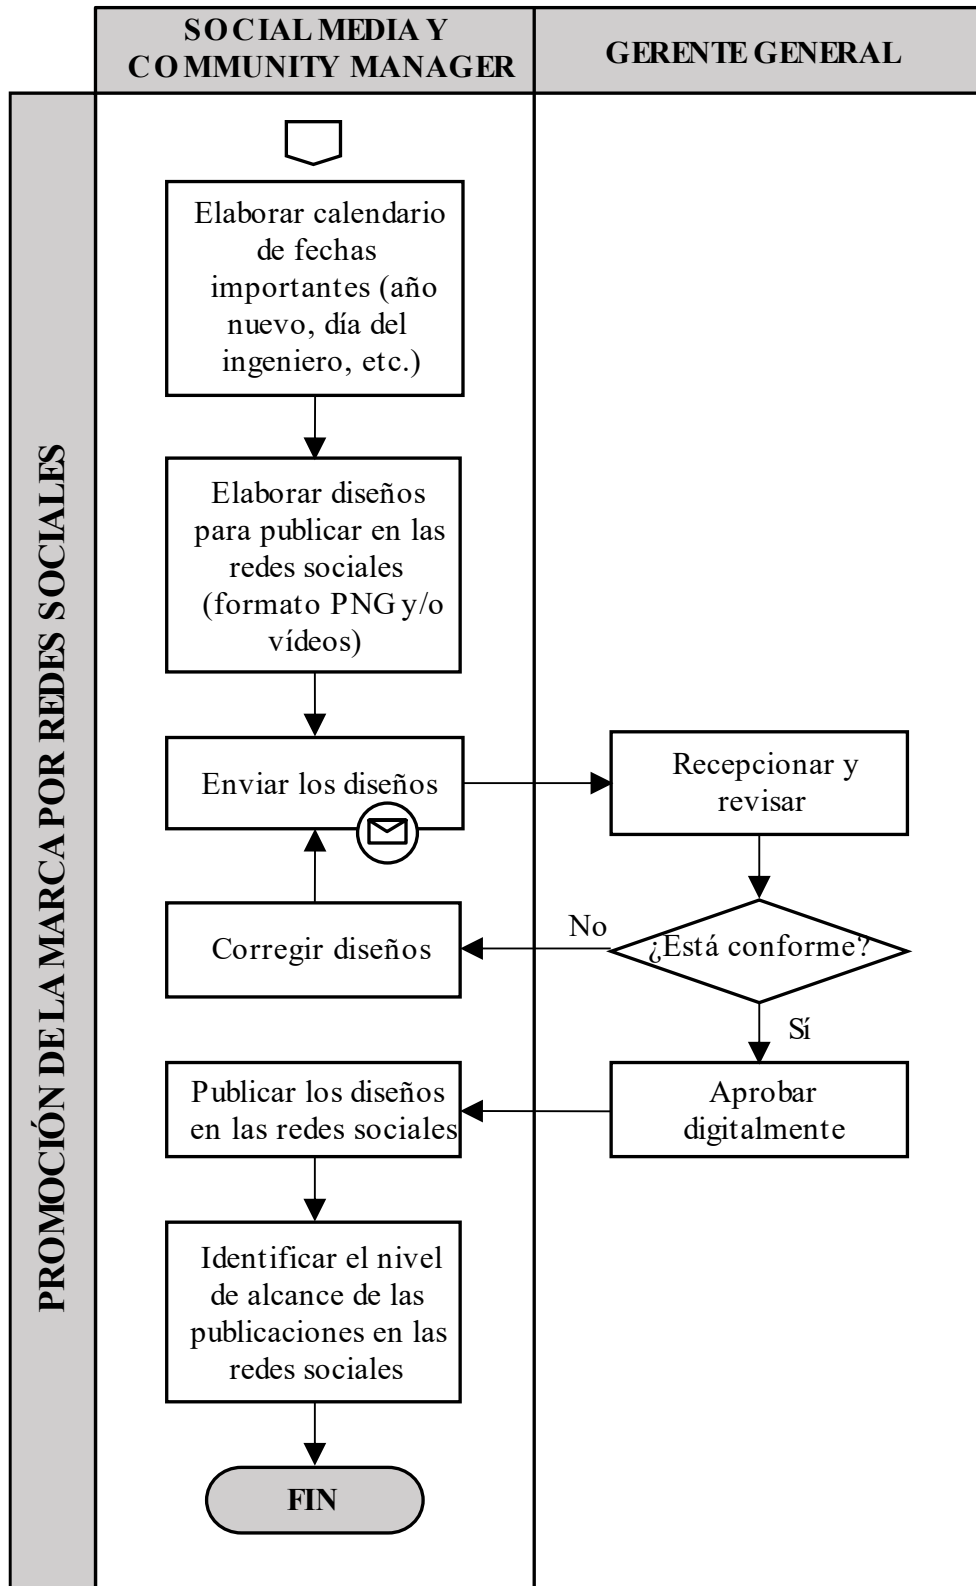 SOCIAL MEDIA Y
COMMUNITY MANAGER
GERENTE GENERAL
PROMOCIÓN DE LA MARCA POR REDES SOCIALES
Elaborar calendario
de fechas
importantes (año
nuevo, día del
ingeniero, etc.)
Elaborar diseños
para publicar en las
redes sociales
(formato PNG y/o
vídeos)
Enviar los diseños
Recepcionar y
revisar
¿Está conforme?
No
Corregir diseños
Sí
Aprobar
digitalmente
Publicar los diseños
en las redes sociales
Identificar el nivel
de alcance de las
publicaciones en las
redes sociales
FIN